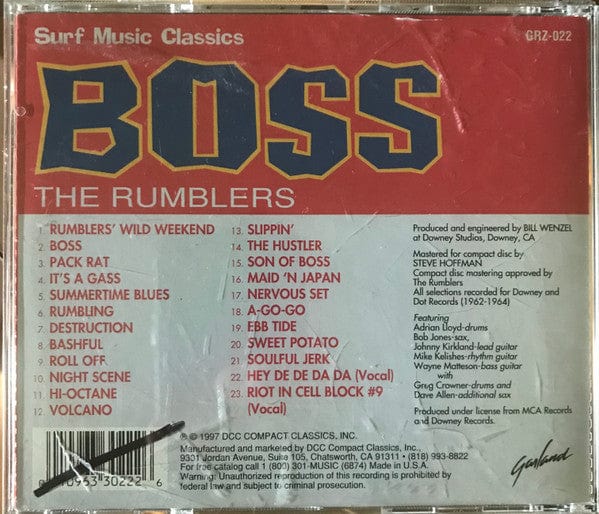 Surf Music Classics
GRZ-022
BOSS
THE RUMBLERS
1. RUMBLERS' WILD WEEKEND
2. BOSS
3. PACK RAT
4. IT'S A GASS
5. SUMMERTIME BLUES
6. RUMBLING
7. DESTRUCTION
8. BASHFUL
9. ROLL OFF
10. NIGHT SCENE
11. HI-OCTANE
12. VOLCANO
13. SLIPPIN'
14. THE HUSTLER
15. SON OF BOSS
16. MAID 'N JAPAN
17. NERVOUS SET
18. A-GO-GO
19. EBB TIDE
20. SWEET POTATO
21. SOULFUL JERK
22. HEY DE DE DA DA (Vocal)
23. RIOT IN CELL BLOCK #9
(Vocal)
Produced and engineered by BILL WENZEL
at Downey Studios, Downey, CA
Mastered for compact disc by
STEVE HOFFMAN
Compact disc mastering approved by
The Rumblers
All selections recorded for Downey and
Dot Records (1962-1964)
Featuring
Adrian Lloyd-drums
Bob Jones-sax,
Johnny Kirkland-lead guitar
Mike Kelishes-rhythm guitar
Wayne Matteson-bass guitar
with
Greg Crowner-drums and
Dave Allen-additional sax
Produced under license from MCA Records
and Downey Records.
℗ © 1997 DCC COMPACT CLASSICS, INC.
Manufactured and marketed by DCC Compact Classics, Inc.,
9301 Jordan Avenue, Suite 105, Chatsworth, CA 91311 • (818) 993-8822
For free catalog call 1 (800) 301-MUSIC (6874) Made in U.S.A.
Warning: Unauthorized reproduction of this recording is prohibited by
federal law and subject to criminal prosecution.
30222 6
Garland